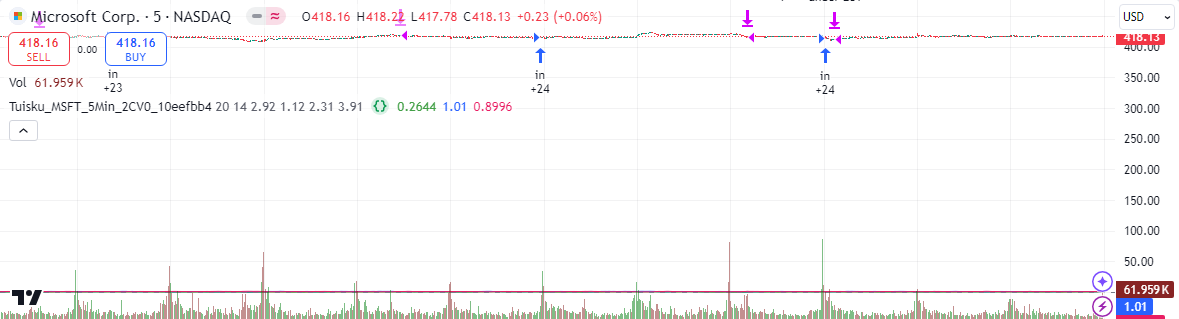 Microsoft Corp. · 5 · NASDAQ O418.16 H418.22 L417.78 C418.13 +0.23 (+0.06%)
USD
418.16 SELL
0.00
418.16 BUY
418.13
400.00
Vol 61.959 K
in
+23
in
+24
in
+24
350.00
Tuisku_MSFT_5Min_2CV0_10eefbb4 20 14 2.92 1.12 2.31 3.91 {} 0.2644 1.01 0.8996
300.00
250.00
200.00
150.00
100.00
50.00
61.959 K
1.01